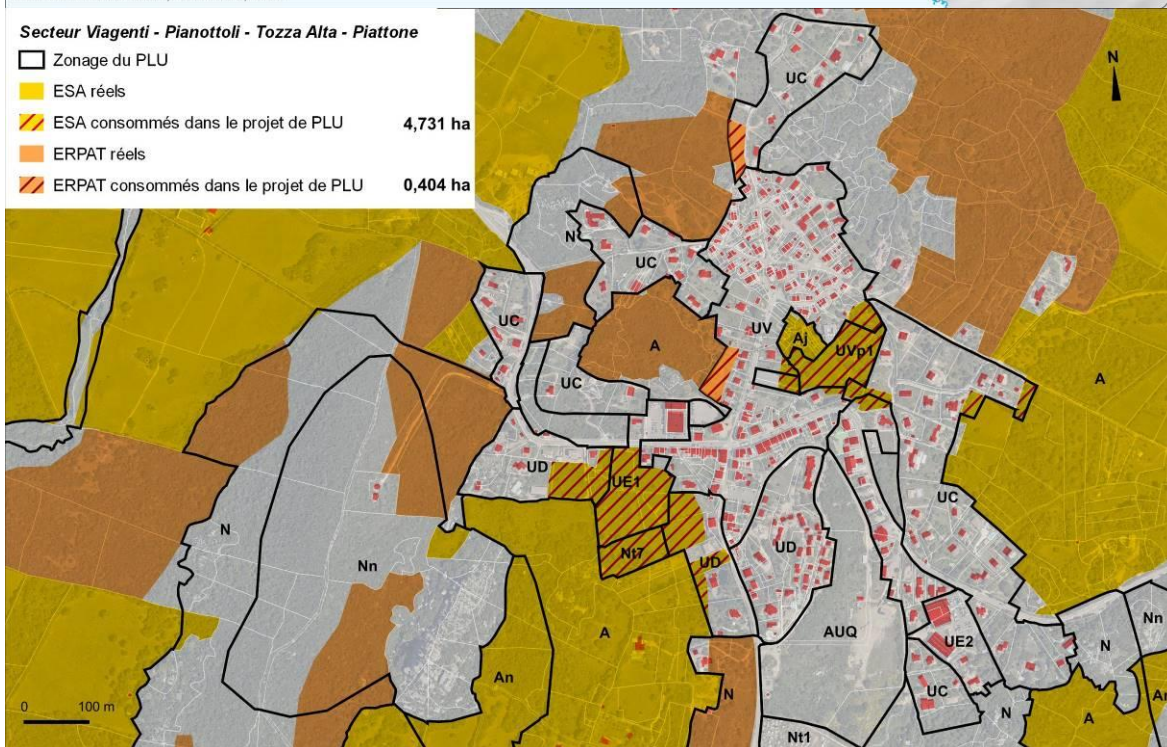 Secteur Viagenti - Pianottoli - Tozza Alta - Piattone
Zonage du PLU
ESA réels
ESA consommés dans le projet de PLU 4,731 ha
ERPAT réels
ERPAT consommés dans le projet de PLU 0,404 ha
N
UC
N
UC
UC
UV
Aj
UVp1
A
A
UC
UD
UE1
UC
N
Nn
Nt7
UD
UD
A
AUQ
UE2
Nn
N
An
N
UC
N
A
An
Nt1
0 100 m